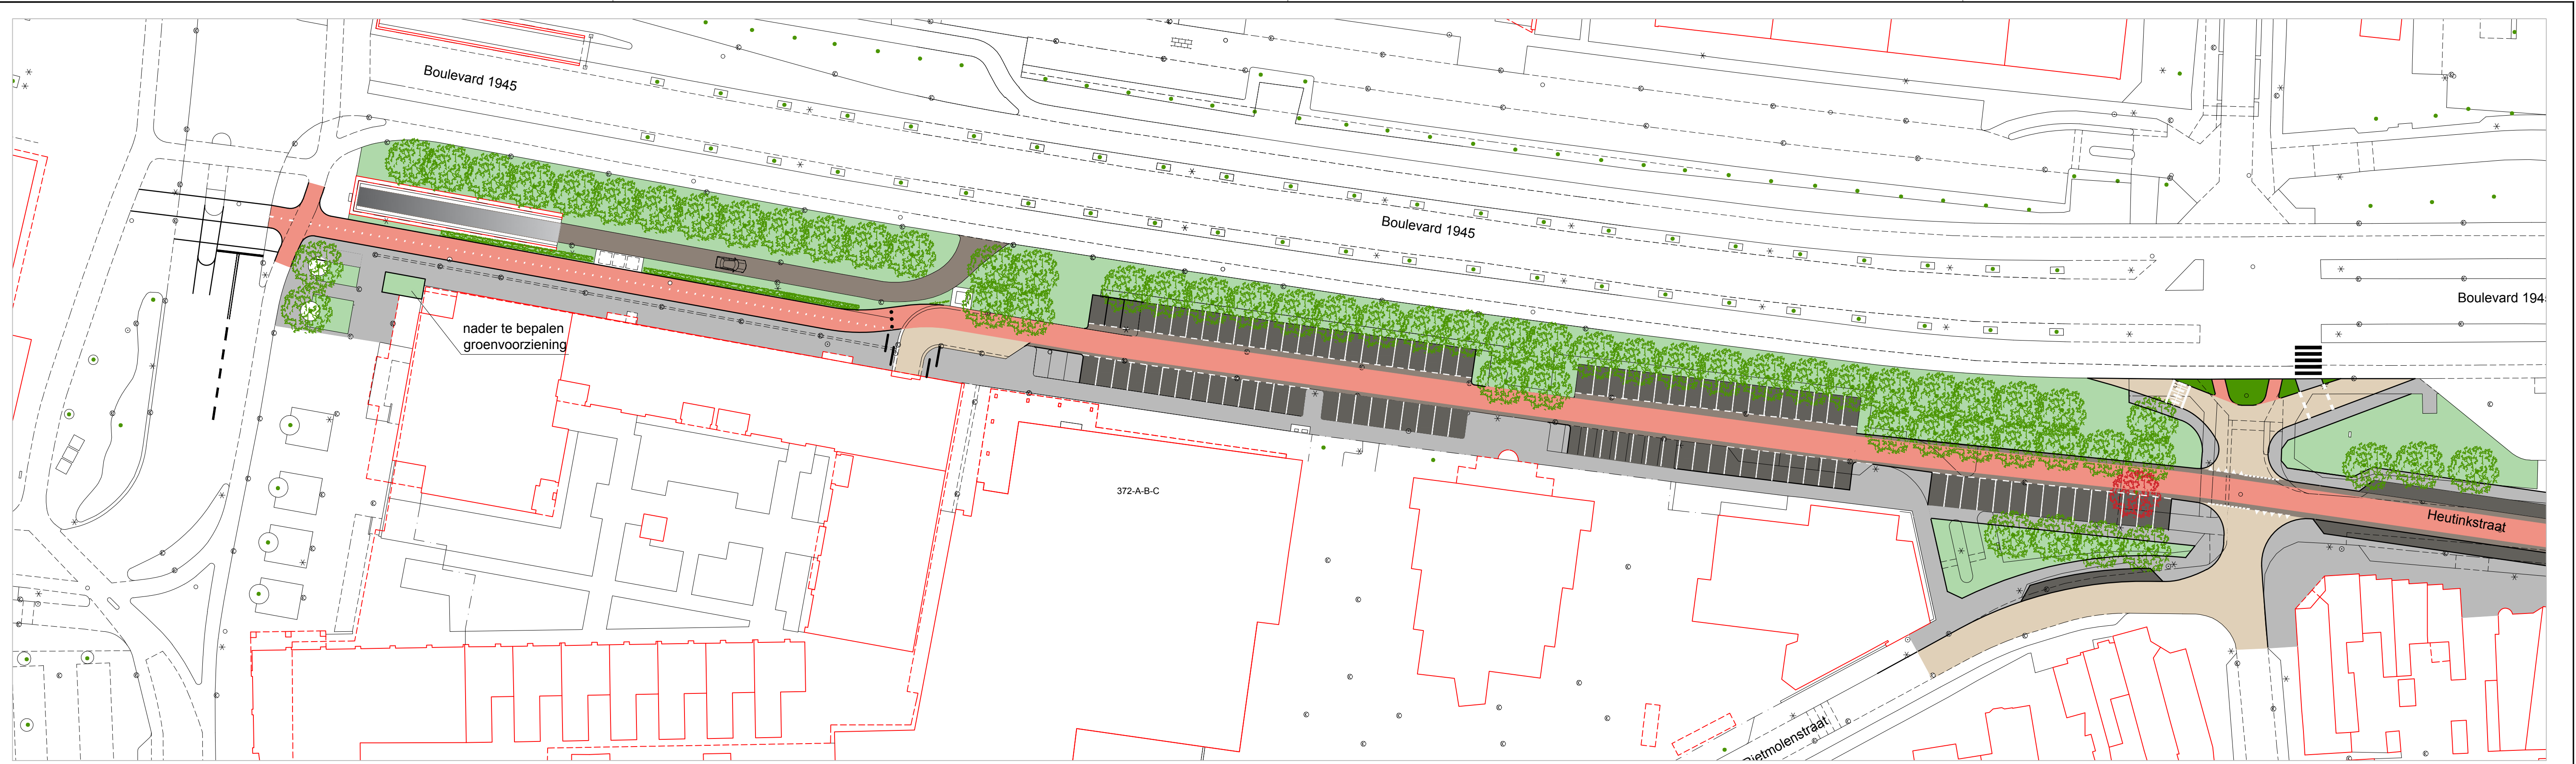 Boulevard 1945
Boulevard 1945
Boulevard 194
nader te bepalen
groenvoorziening
372-A-B-C
Heutinkstraat
Rietmolenstraat